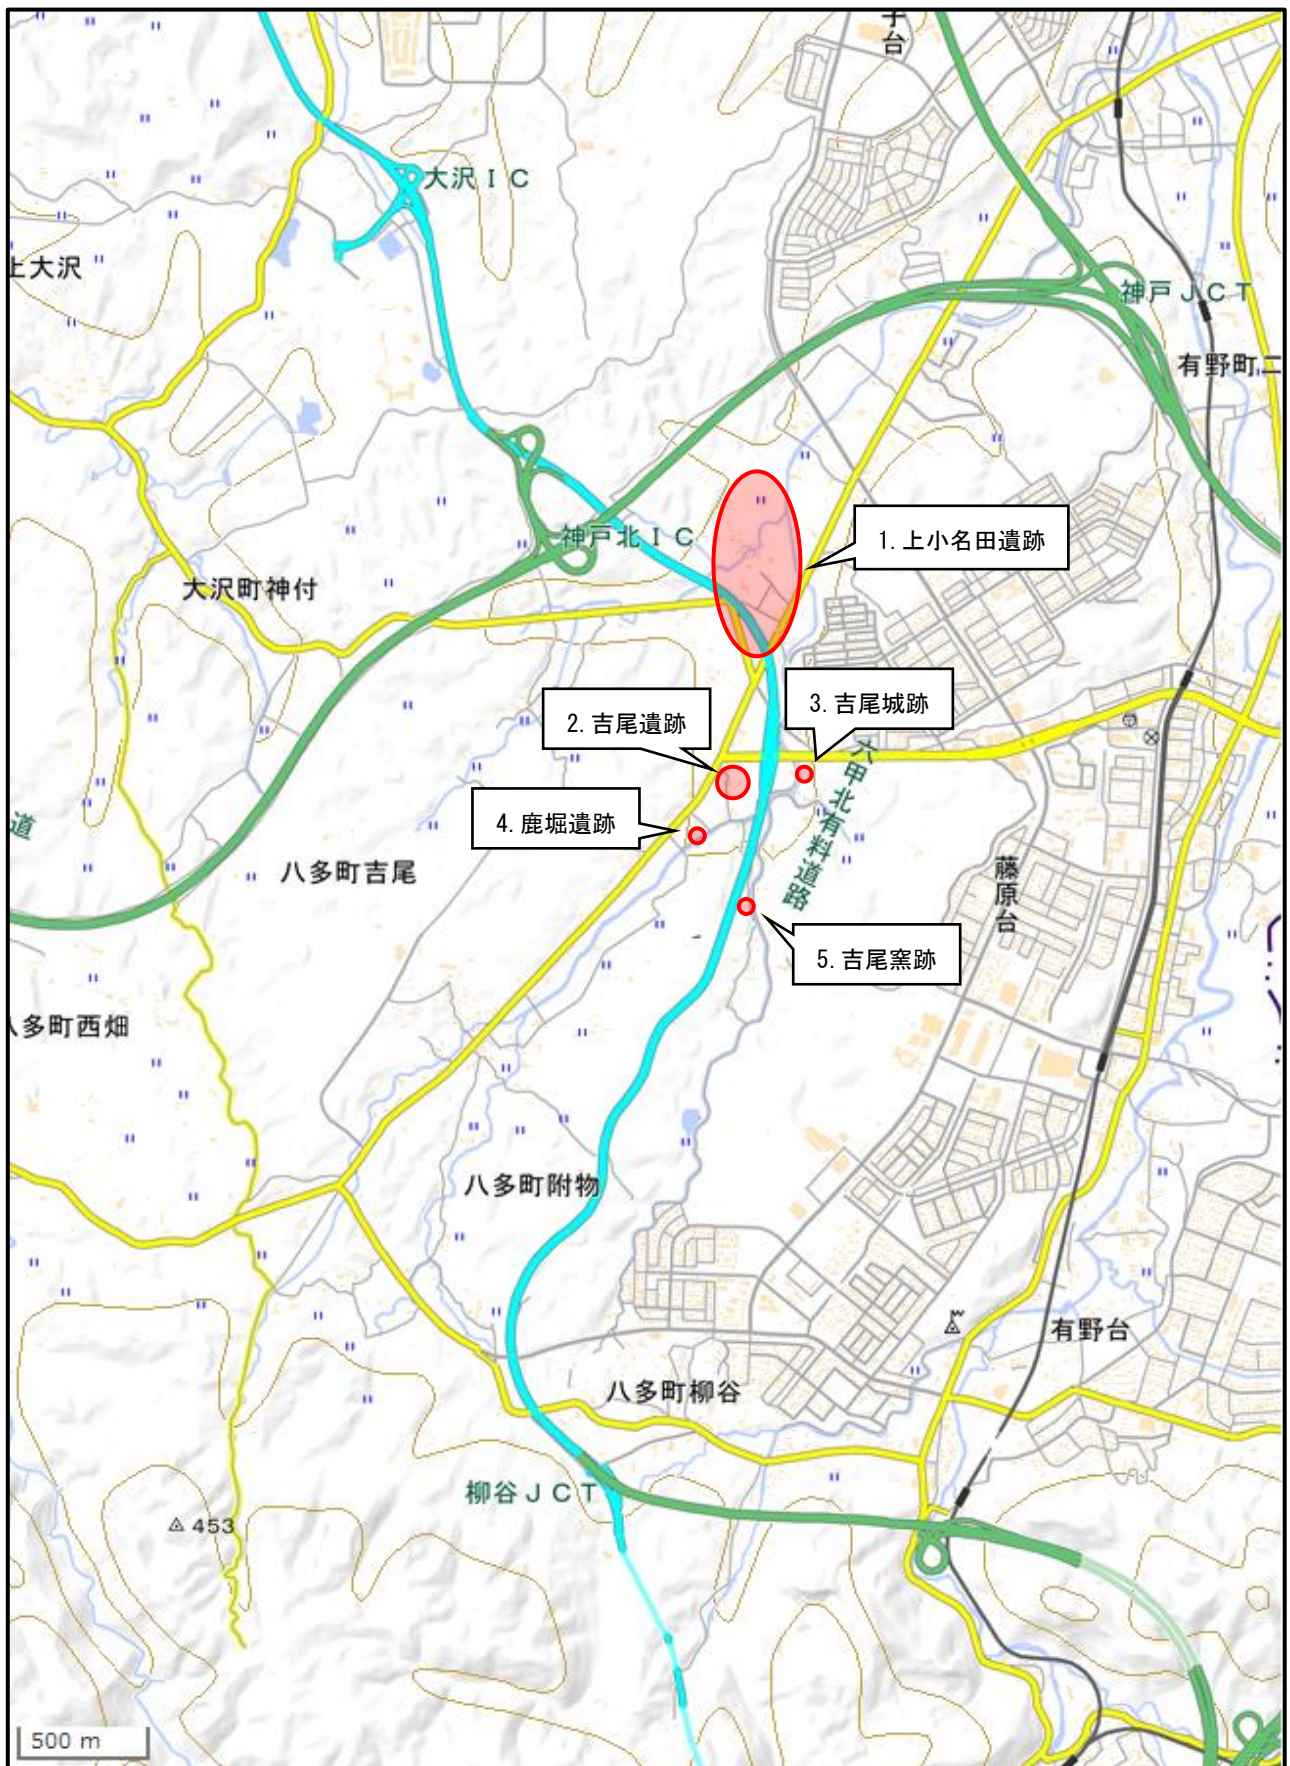 子台
大沢ＩＣ
上大沢
神戸ＪＣＴ
有野町二
1. 上小名田遺跡
神戸北ＩＣ
大沢町神付
3. 吉尾城跡
2. 吉尾遺跡
六甲北有料道路
4. 鹿堀遺跡
道
八多町吉尾
藤原台
5. 吉尾窯跡
八多町西畑
八多町附物
有野台
八多町柳谷
柳谷ＪＣＴ
453
500 m